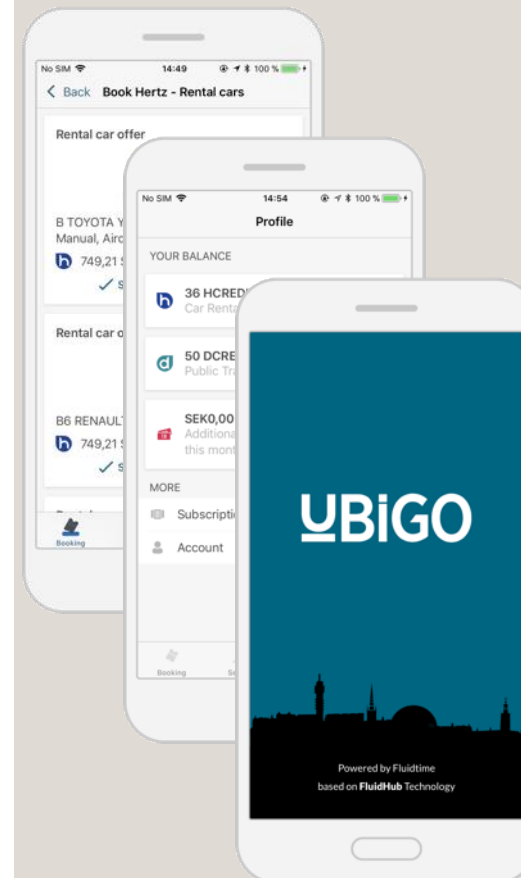 No SIM 14:49 100 %
Back Book Hertz - Rental cars
Rental car offer
B TOYOTA Y
Manual, Airc
749,21
Rental car o
B6 RENAUL
749,21
Booking
No SIM 14:54 100 %
Profile
YOUR BALANCE
36 HCREDI
Car Renta
50 DCRE
Public Tra
SEK0,00
Additiona
this mont
MORE
Subscripti
Account
Booking
UBiGO
Powered by Fluidtime
based on FluidHub Technology